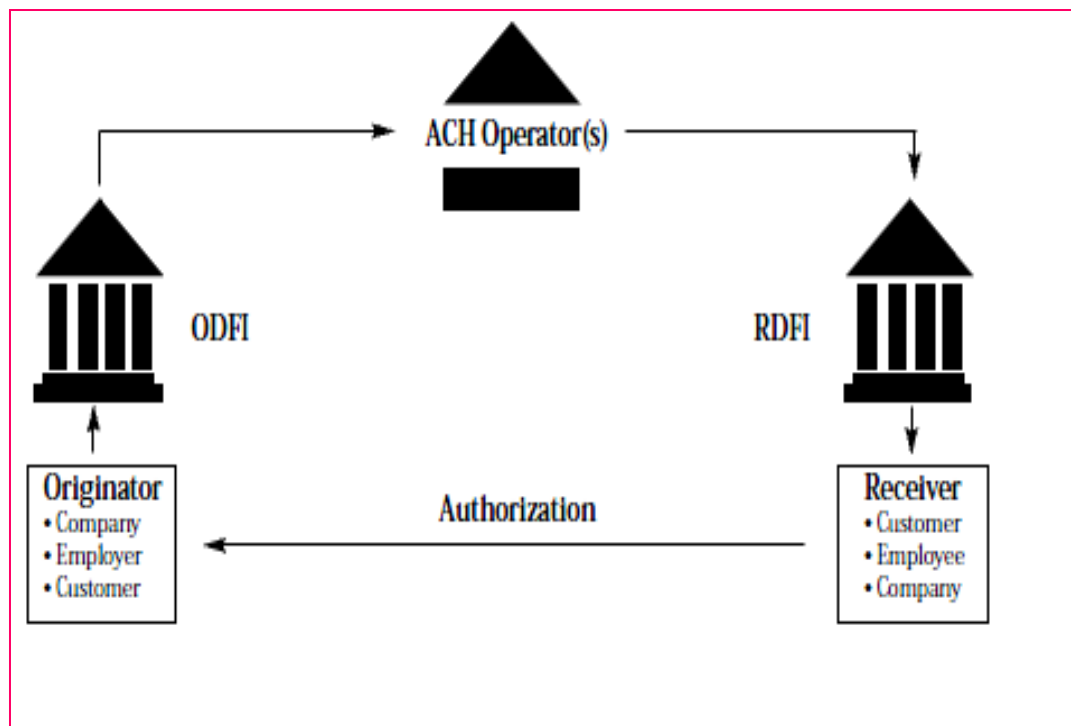 ACH Operator(s)
ODFI
RDFI
Originator
• Company
• Employer
• Customer
Authorization
Receiver
• Customer
• Employee
• Company